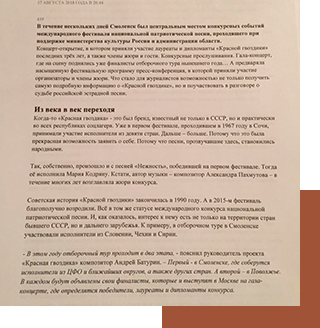 17 АВГУСТА 2018 ГОДА В 20:44
В течение нескольких дней Смоленск был центральным местом конкурсных событий
международного фестиваля национальной патриотической песни, проходившего при
поддержке министерства культуры России и администрации области.
Концерт-открытие, в котором приняли участие лауреаты и дипломанты «Красной гвоздики»
последних трёх лет, а также члены жюри и гости. Конкурсные прослушивания. Гала-концерт,
где на сцену поднялись уже финалисты отборочного тура нынешнего года... А предваряла
насыщенную фестивальную программу пресс-конференция, в которой приняли участие
организаторы и члены жюри. Что стало для журналистов возможностью не только получить
самую подробную информацию о «Красной гвоздике», но и поучаствовать в разговоре о
судьбе российской эстрадной песни.
Из века в век переходя
Когда-то «Красная гвоздика» - это был бренд, известный не только в СССР, но и практически
во всех республиках соцлагеря. Уже в первом фестивале, проходившем в 1967 году в Сочи,
принимали участие исполнители из девяти стран. Дальше – больше. Потому что это была
прекрасная возможность заявить о себе. Потому что песни, прозвучавшие здесь, становились
народными.
Так, собственно, произошло и с песней «Нежность», победившей на первом фестивале. Тогда
её исполнила Мария Кодряну. Кстати, автор музыки – композитор Александра Пахмутова – в
течение многих лет возглавляла жюри конкурса.
Советская история «Красной гвоздики» закончилась в 1990 году. А в 2015-м фестиваль
благополучно возродили. Всё в том же статусе международного конкурса национальной
патриотической песни. И, как оказалось, интерес к нему есть не только на территории стран
бывшего СССР, но и дальнего зарубежья. К примеру, в отборочном туре в Смоленске
участвовали исполнители из Словении, Чехии и Сирии.
- В этом году отборочный тур проходит в два этапа, - пояснил руководитель проекта
«Красная гвоздика» композитор Андрей Батурин. – Первый - в Смоленске, где соберутся
исполнители из ЦФО и ближайших округов, а также других стран. А второй – в Поволжье.
В каждом будут объявлены свои финалисты, которые и выступят в Москве на гала-
концерте, где определятся победители, лауреаты и дипломанты конкурса.